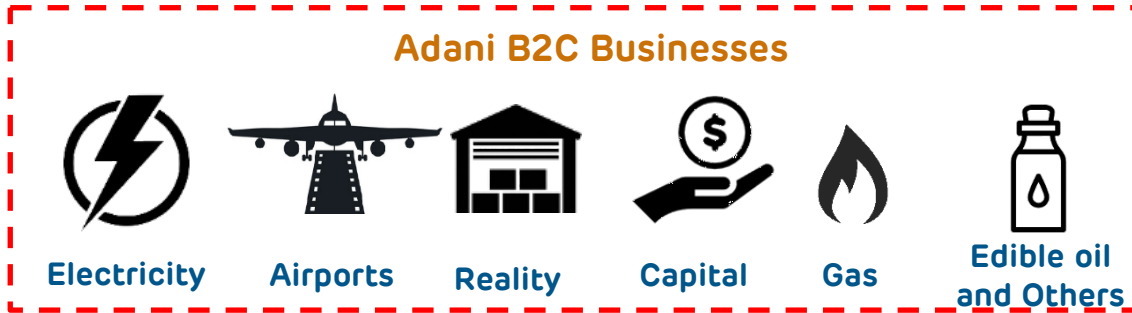 Adani B2C Businesses
Electricity
Airports
Reality
Capital
Gas
Edible oil
and Others